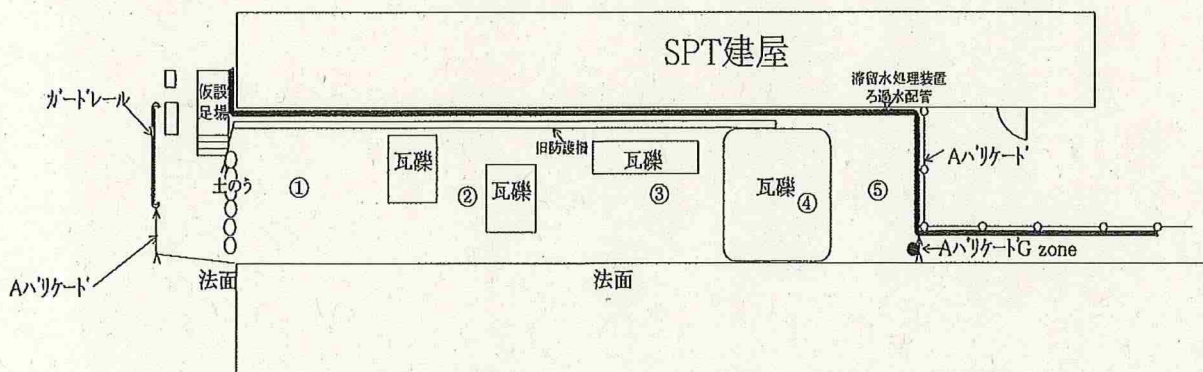 SPT建屋
滞留水処理装置
ろ過水配管
仮設
足場
ガードレール
旧防護柵
Aバリケード
土のう
①
瓦礫
②
瓦礫
瓦礫
③
瓦礫
④
⑤
AバリケードG zone
Aバリケード
法面
法面